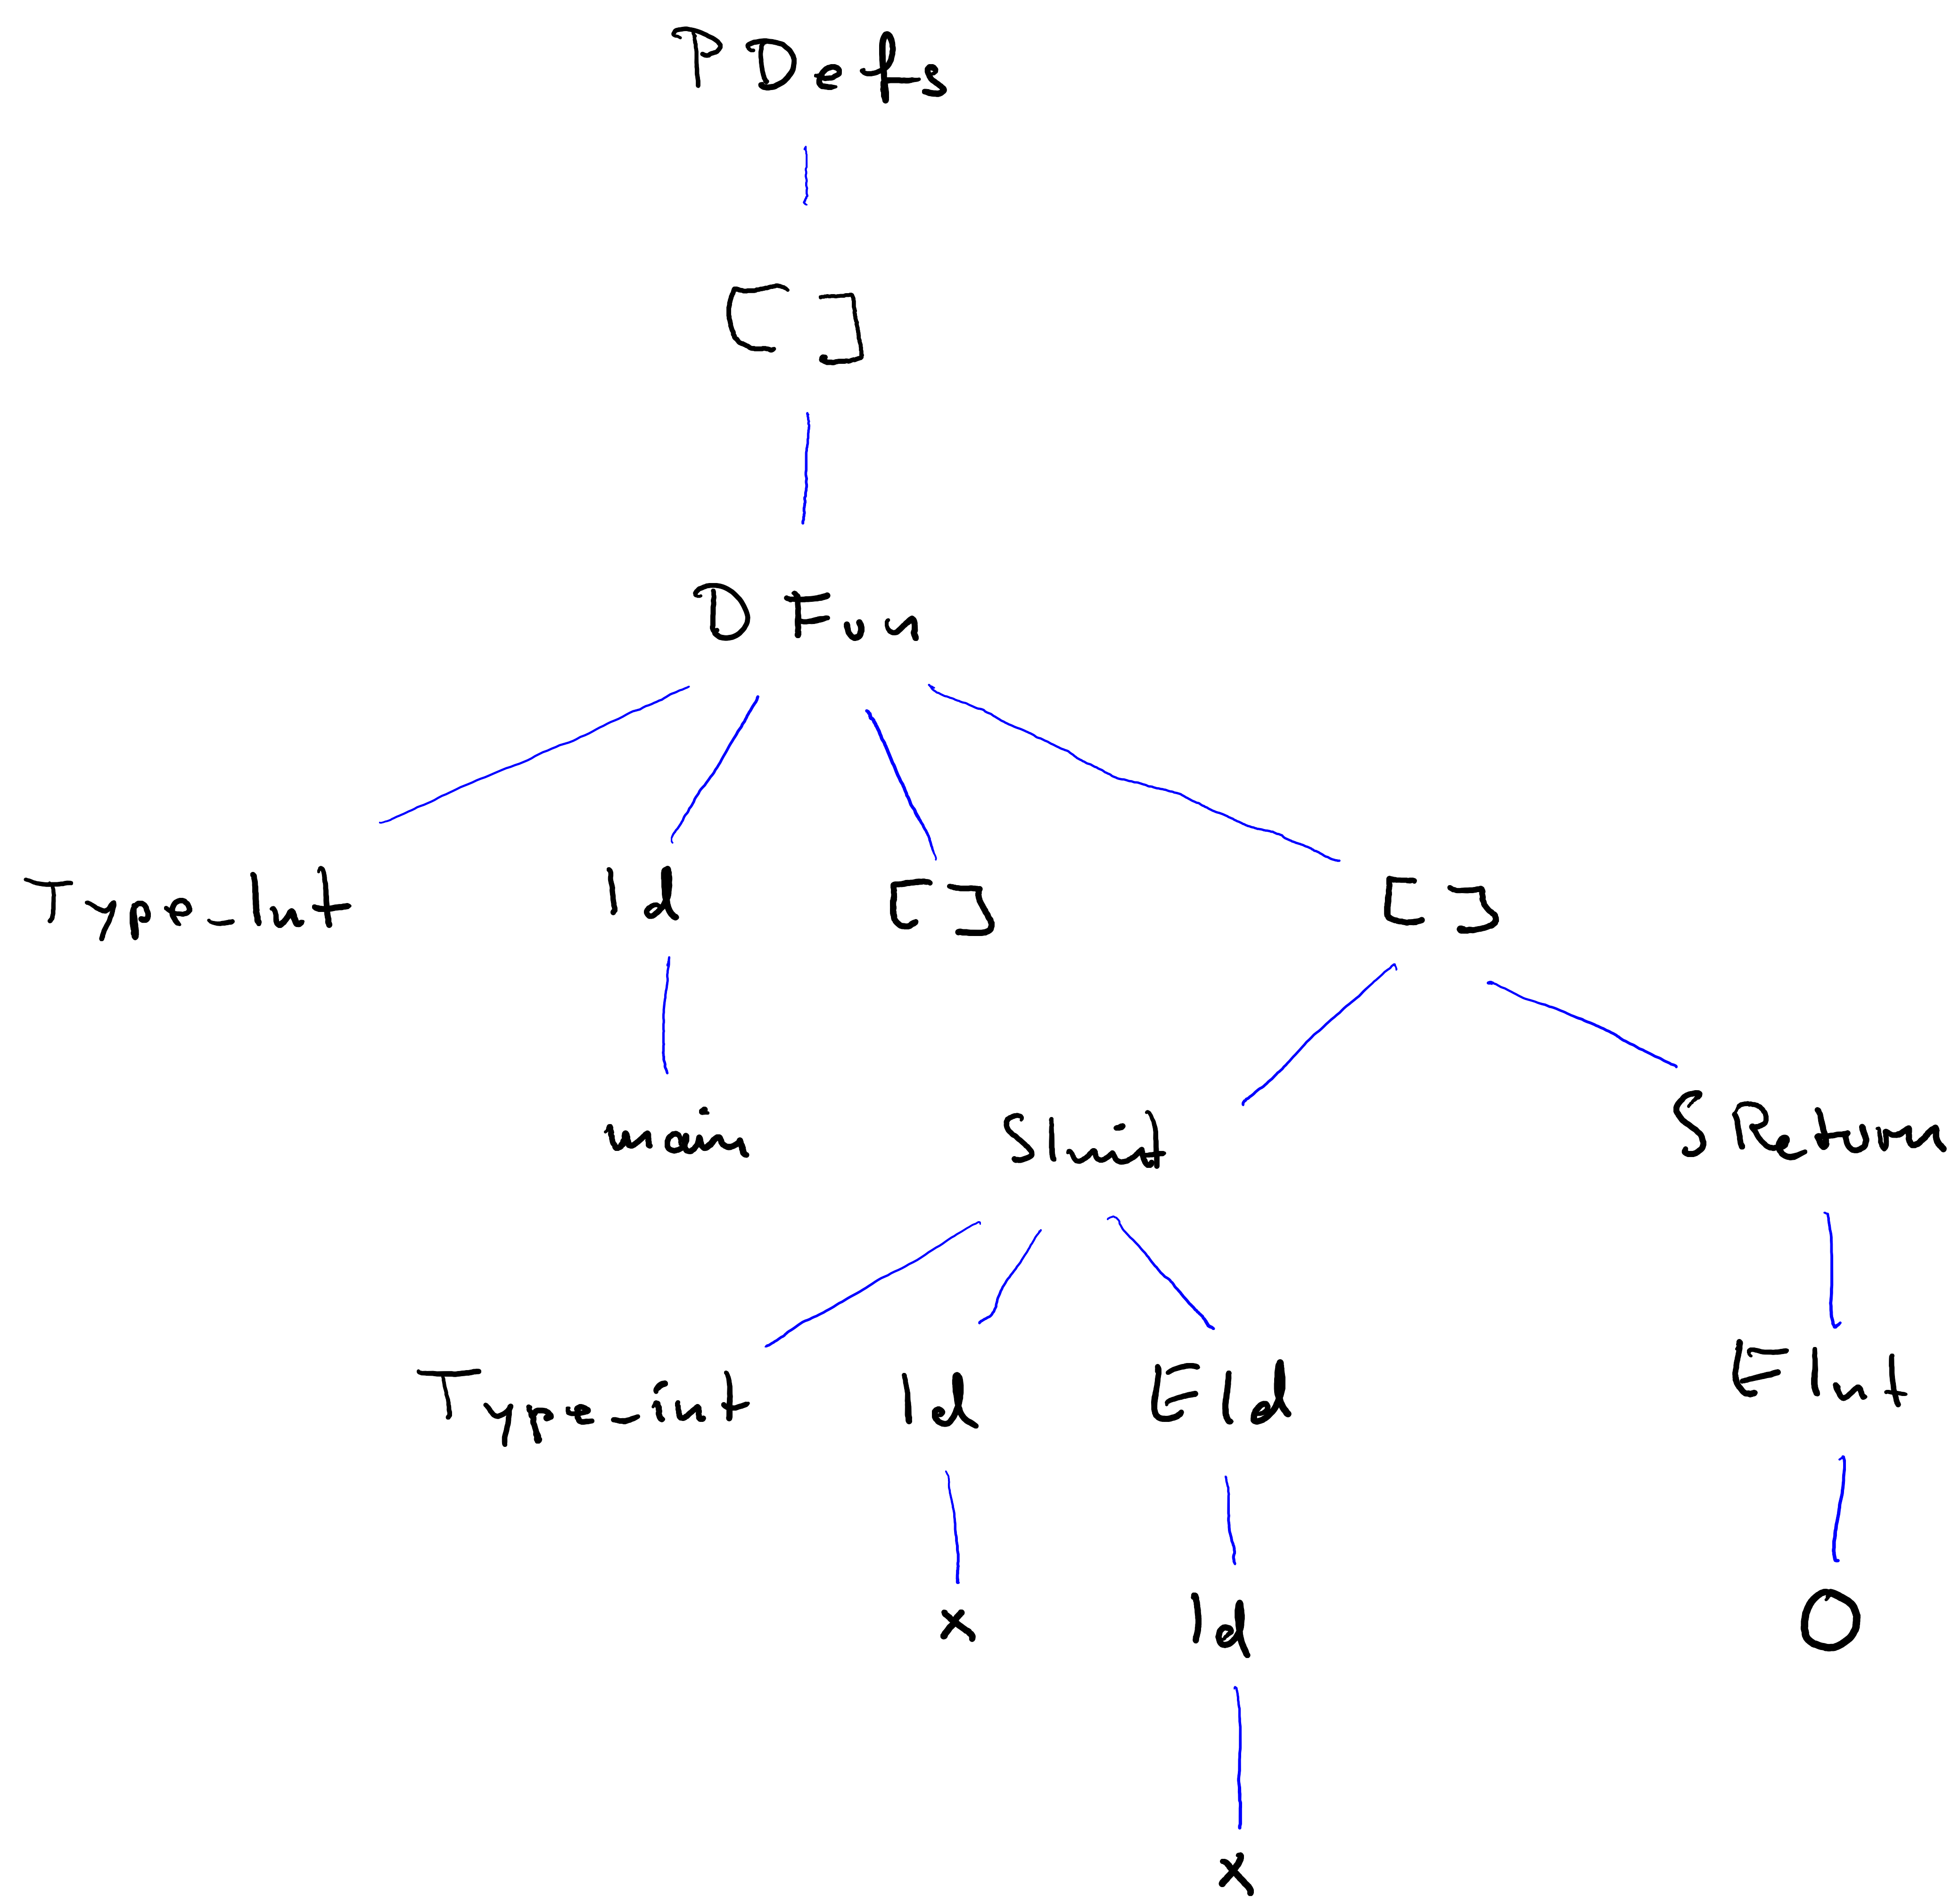 PDefs
[]
DFun
Type_Int Id [] []
main SInit SReturn
Type_int Id EId EInt
x Id 0
x